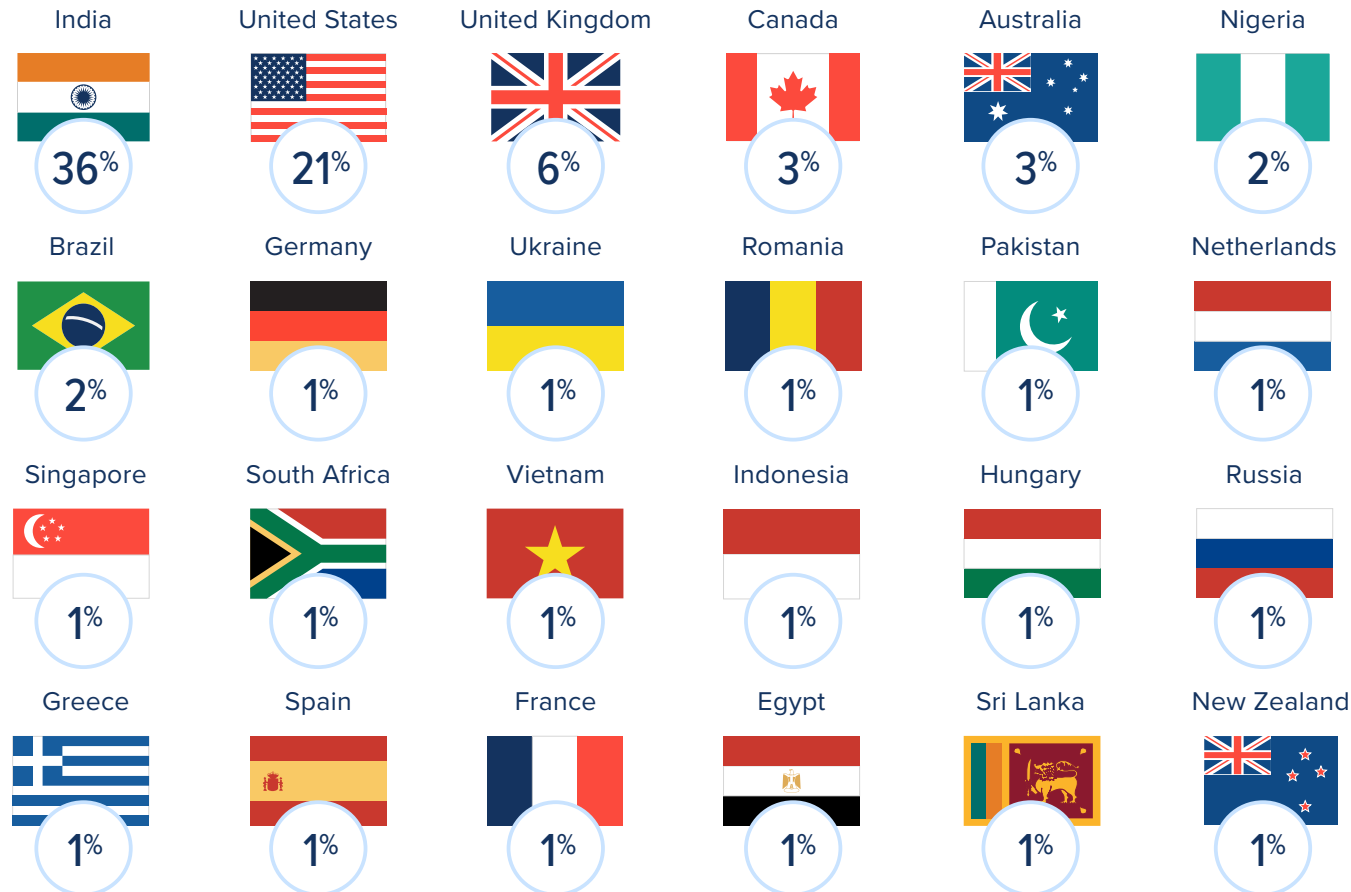 India United States United Kingdom Canada Australia Nigeria
36% 21% 6% 3% 3% 2%
Brazil Germany Ukraine Romania Pakistan Netherlands
2% 1% 1% 1% 1% 1%
Singapore South Africa Vietnam Indonesia Hungary Russia
1% 1% 1% 1% 1% 1%
Greece Spain France Egypt Sri Lanka New Zealand
1% 1% 1% 1% 1% 1%